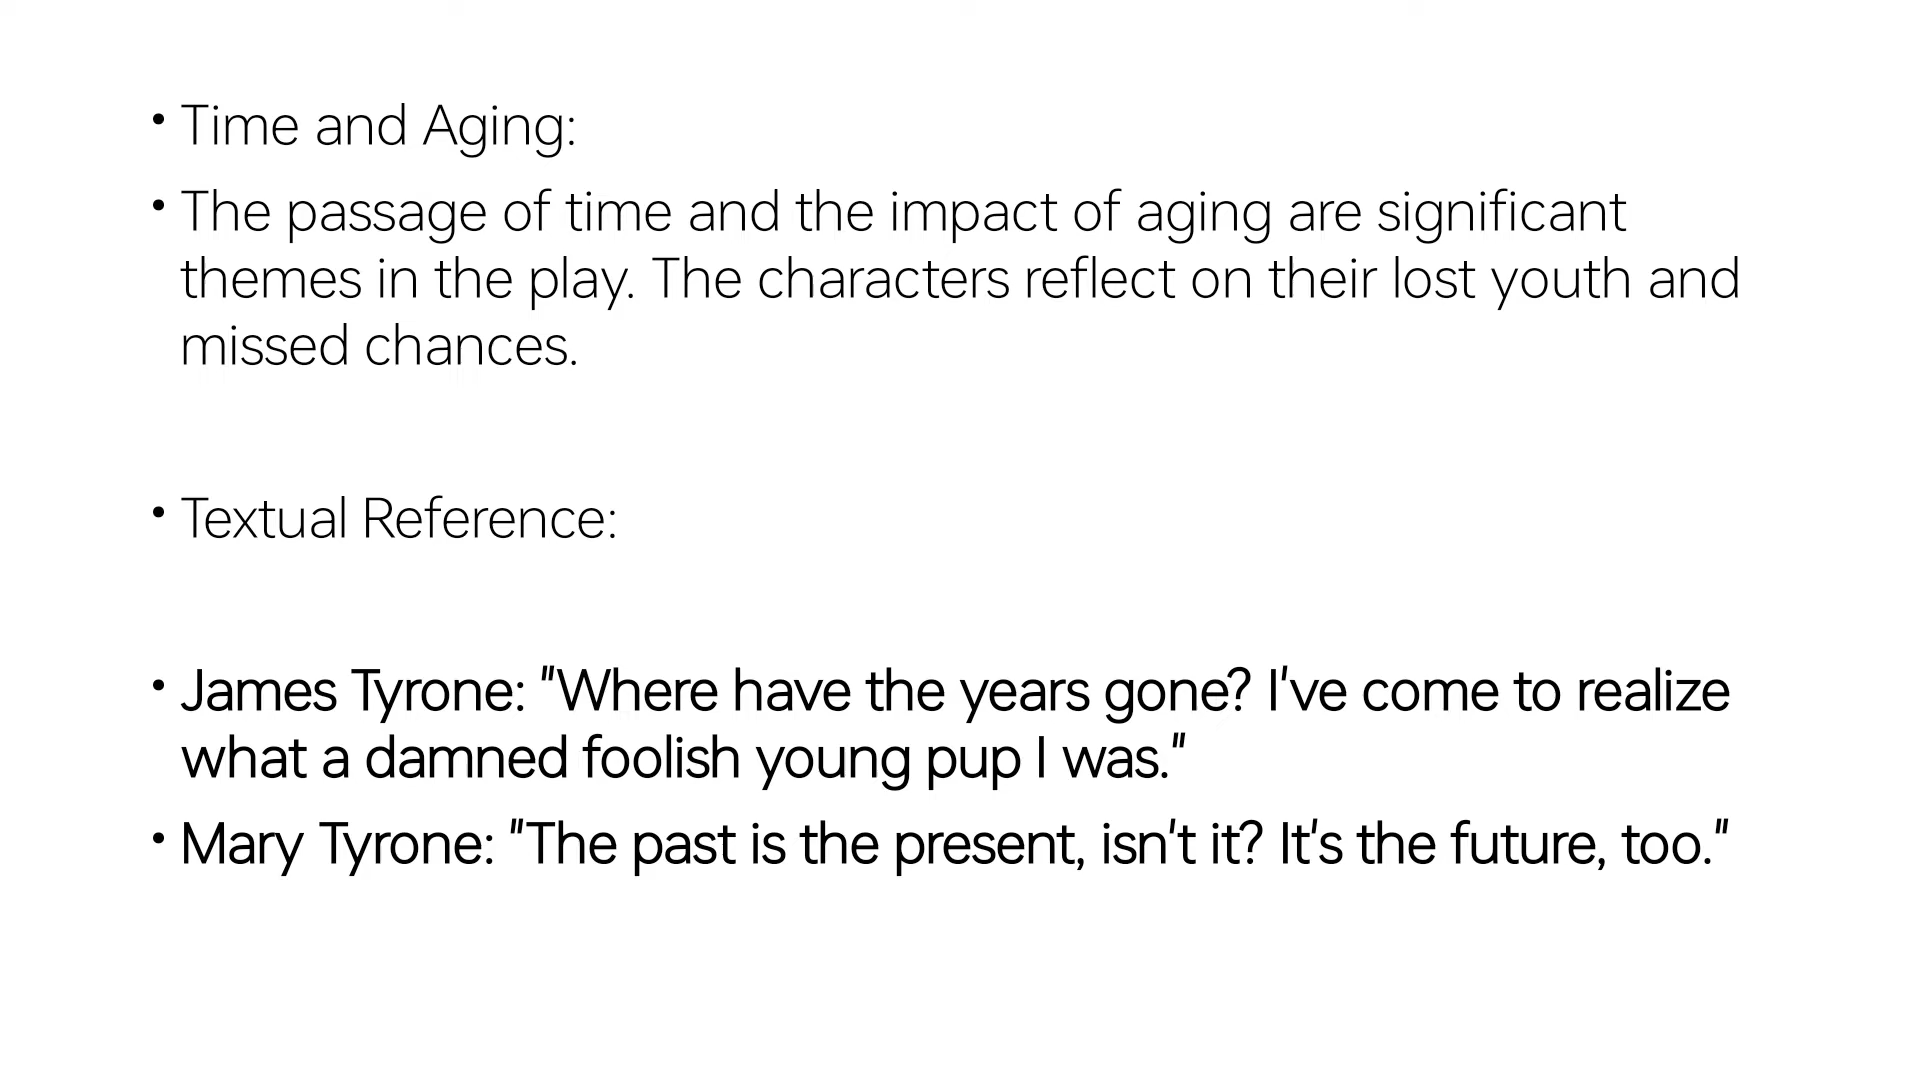 • Time and Aging:
• The passage of time and the impact of aging are significant
themes in the play. The characters reflect on their lost youth and
missed chances.
• Textual Reference:
• James Tyrone: "Where have the years gone? I've come to realize
what a damned foolish young pup I was."
• Mary Tyrone: "The past is the present, isn't it? It's the future, too."